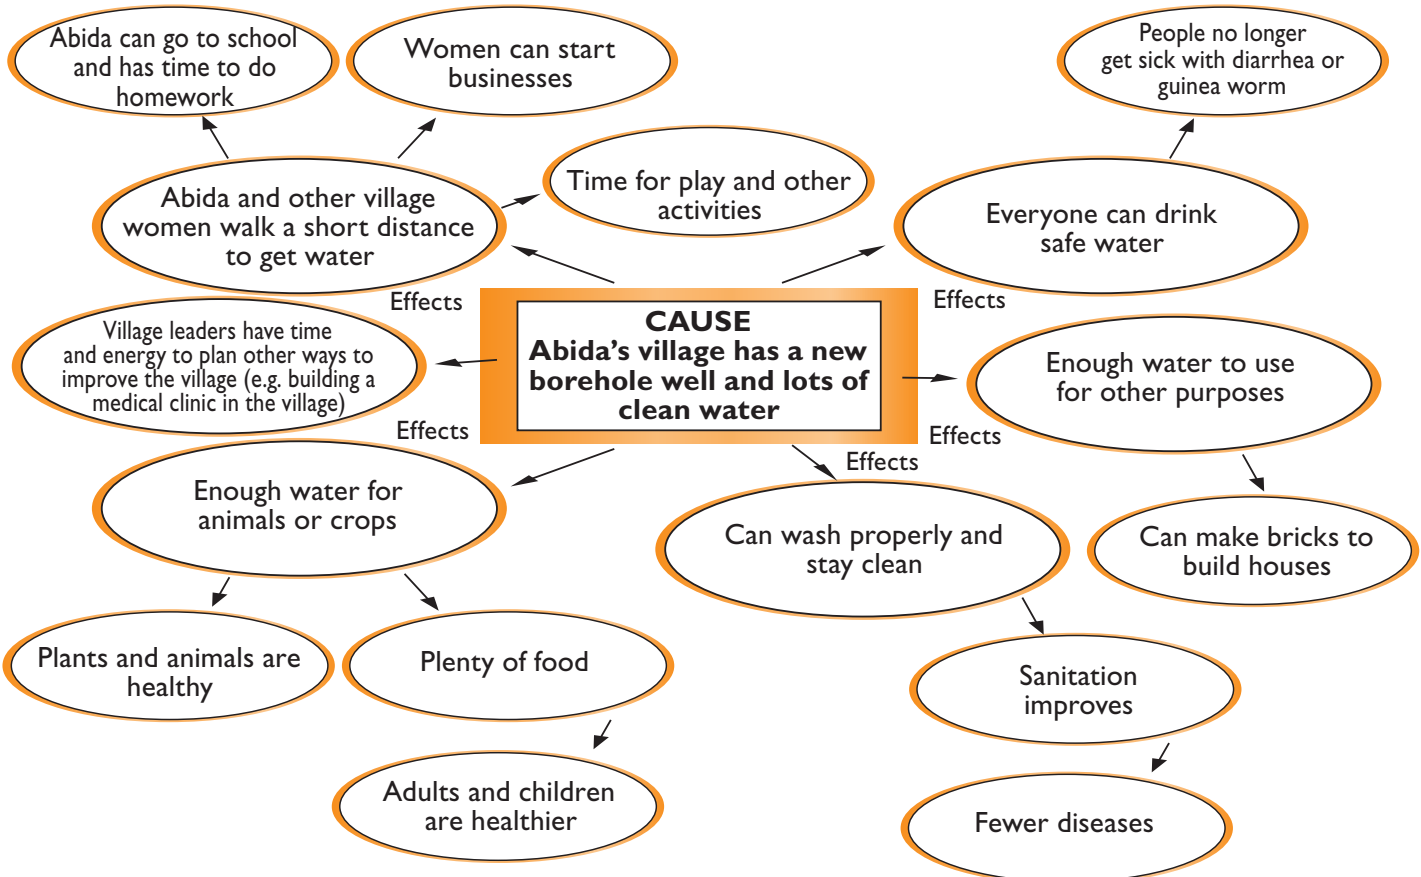 Abida can go to school
and has time to do
homework
Women can start
businesses
People no longer
get sick with diarrhea or
guinea worm
Abida and other village
women walk a short distance
to get water
Time for play and other
activities
Everyone can drink
safe water
Effects
Effects
Village leaders have time
and energy to plan other ways to
improve the village (e.g. building a
medical clinic in the village)
CAUSE
Abida’s village has a new
borehole well and lots of
clean water
Enough water to use
for other purposes
Effects
Effects
Effects
Enough water for
animals or crops
Can wash properly and
stay clean
Can make bricks to
build houses
Plants and animals are
healthy
Plenty of food
Sanitation
improves
Adults and children
are healthier
Fewer diseases